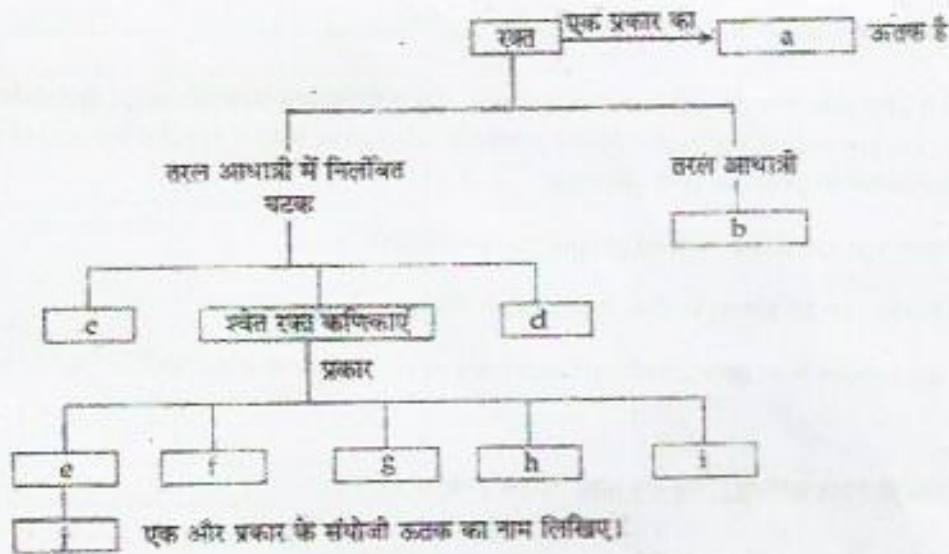 रक्त एक प्रकार का a ऊतक है
तरल आधात्री में निलंबित
घटक
तरल आधात्री
b
c श्वेत रक्त कणिकाएँ d
प्रकार
e f g h i
j एक और प्रकार के संयोजी ऊतक का नाम लिखिए।